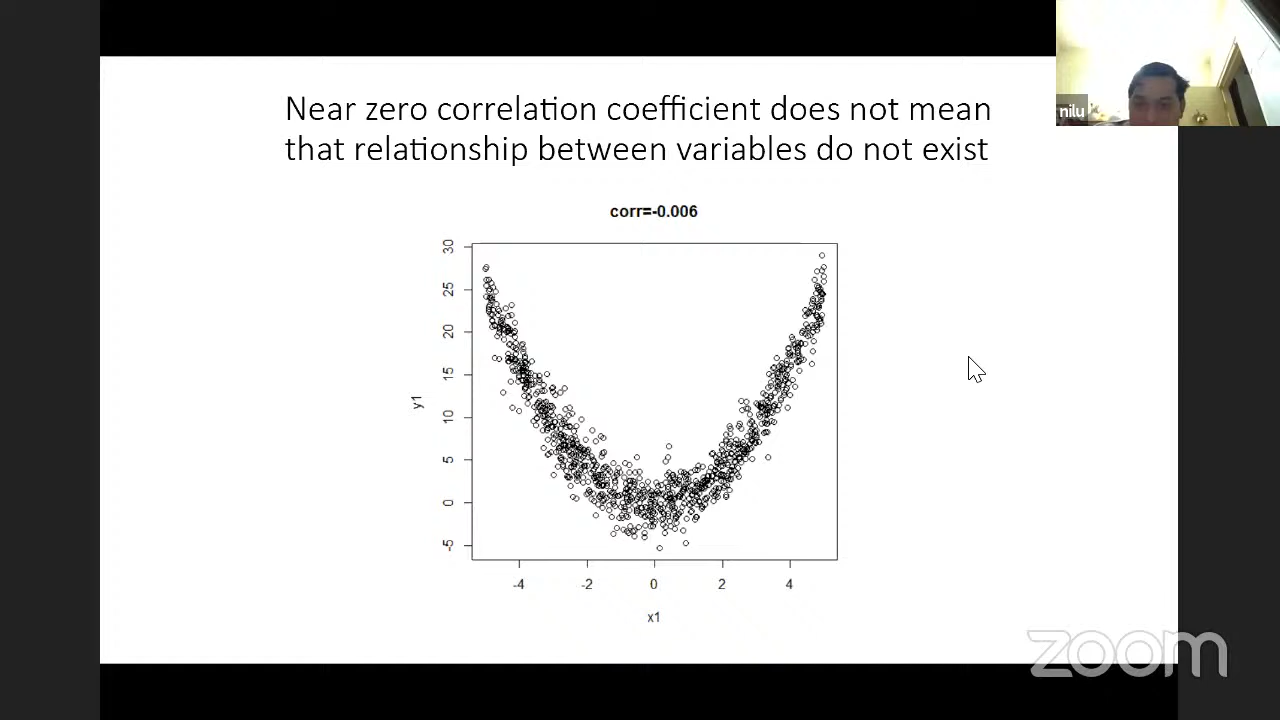 Near zero correlation coefficient does not mean
that relationship between variables do not exist
nilu
corr=-0.006
30
25
20
15
10
5
0
-5
y1
-4 -2 0 2 4
x1
zoom